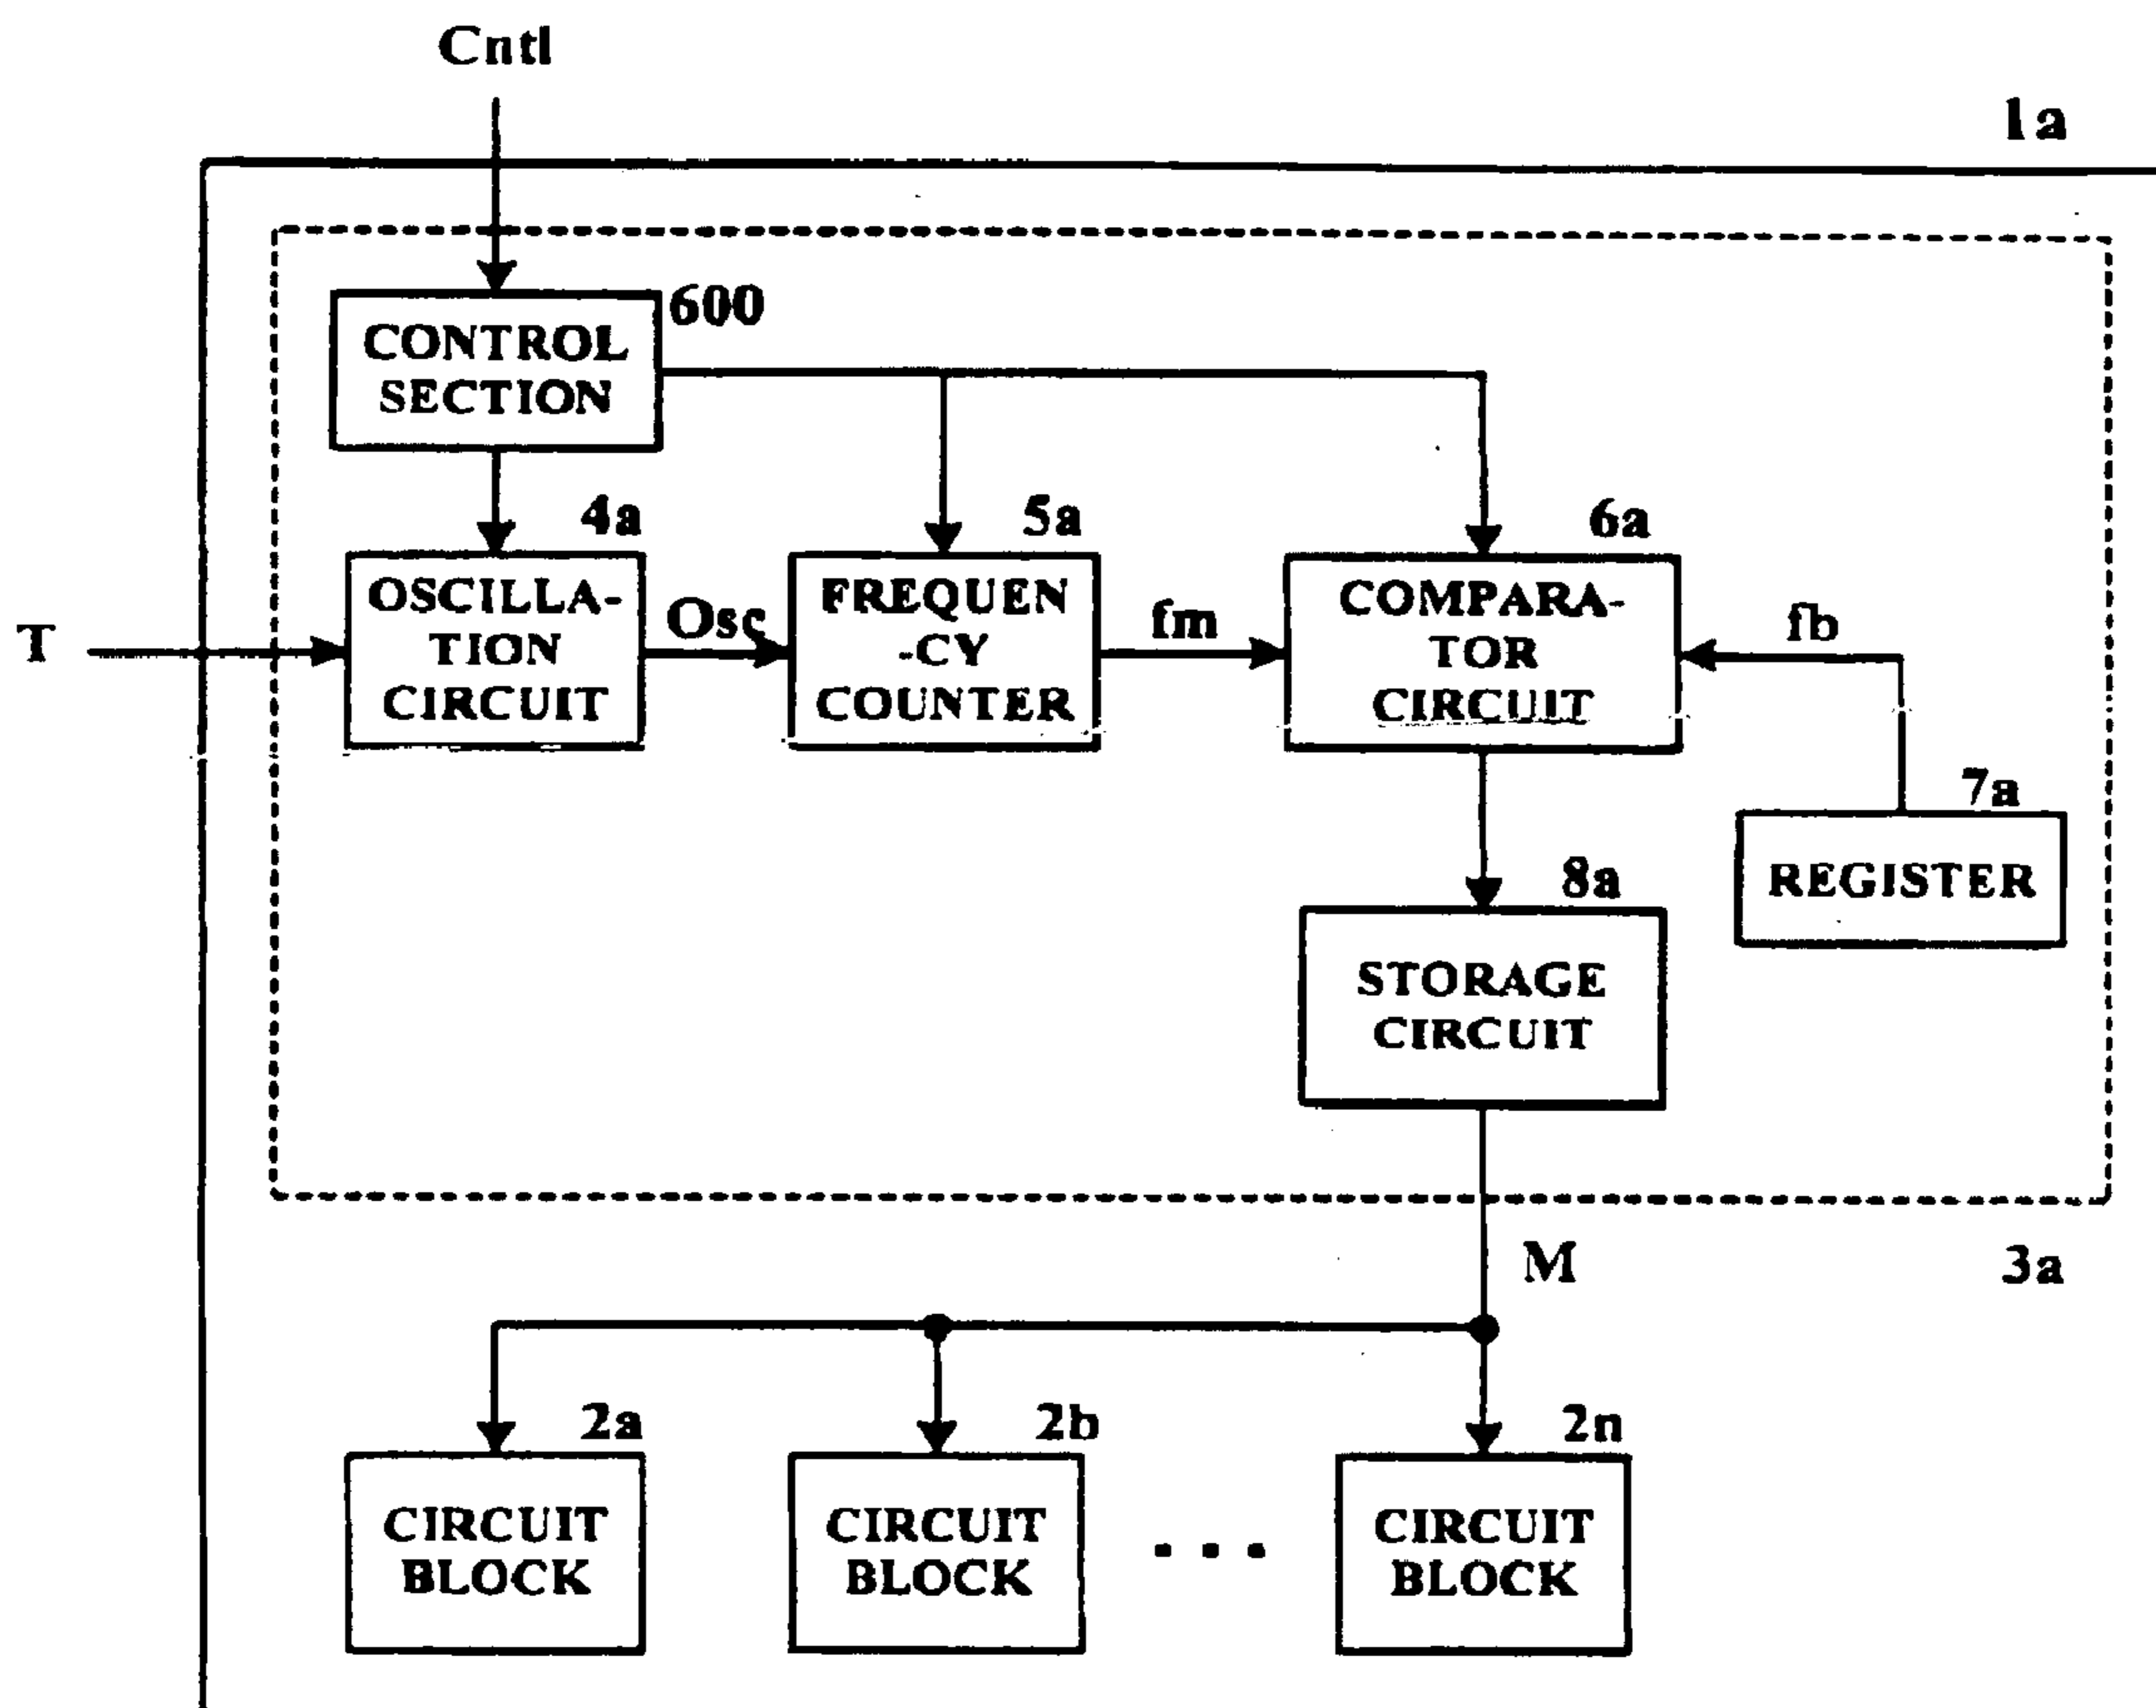 Cntl
1a
600
CONTROL
SECTION
4a
5a
6a
T
OSCILLA-
TION
CIRCUIT
Osc
FREQUEN
-CY
COUNTER
fm
COMPARA-
TOR
CIRCUIT
fb
7a
REGISTER
8a
STORAGE
CIRCUIT
M
3a
2a
2b
2n
CIRCUIT
BLOCK
CIRCUIT
BLOCK
...
CIRCUIT
BLOCK